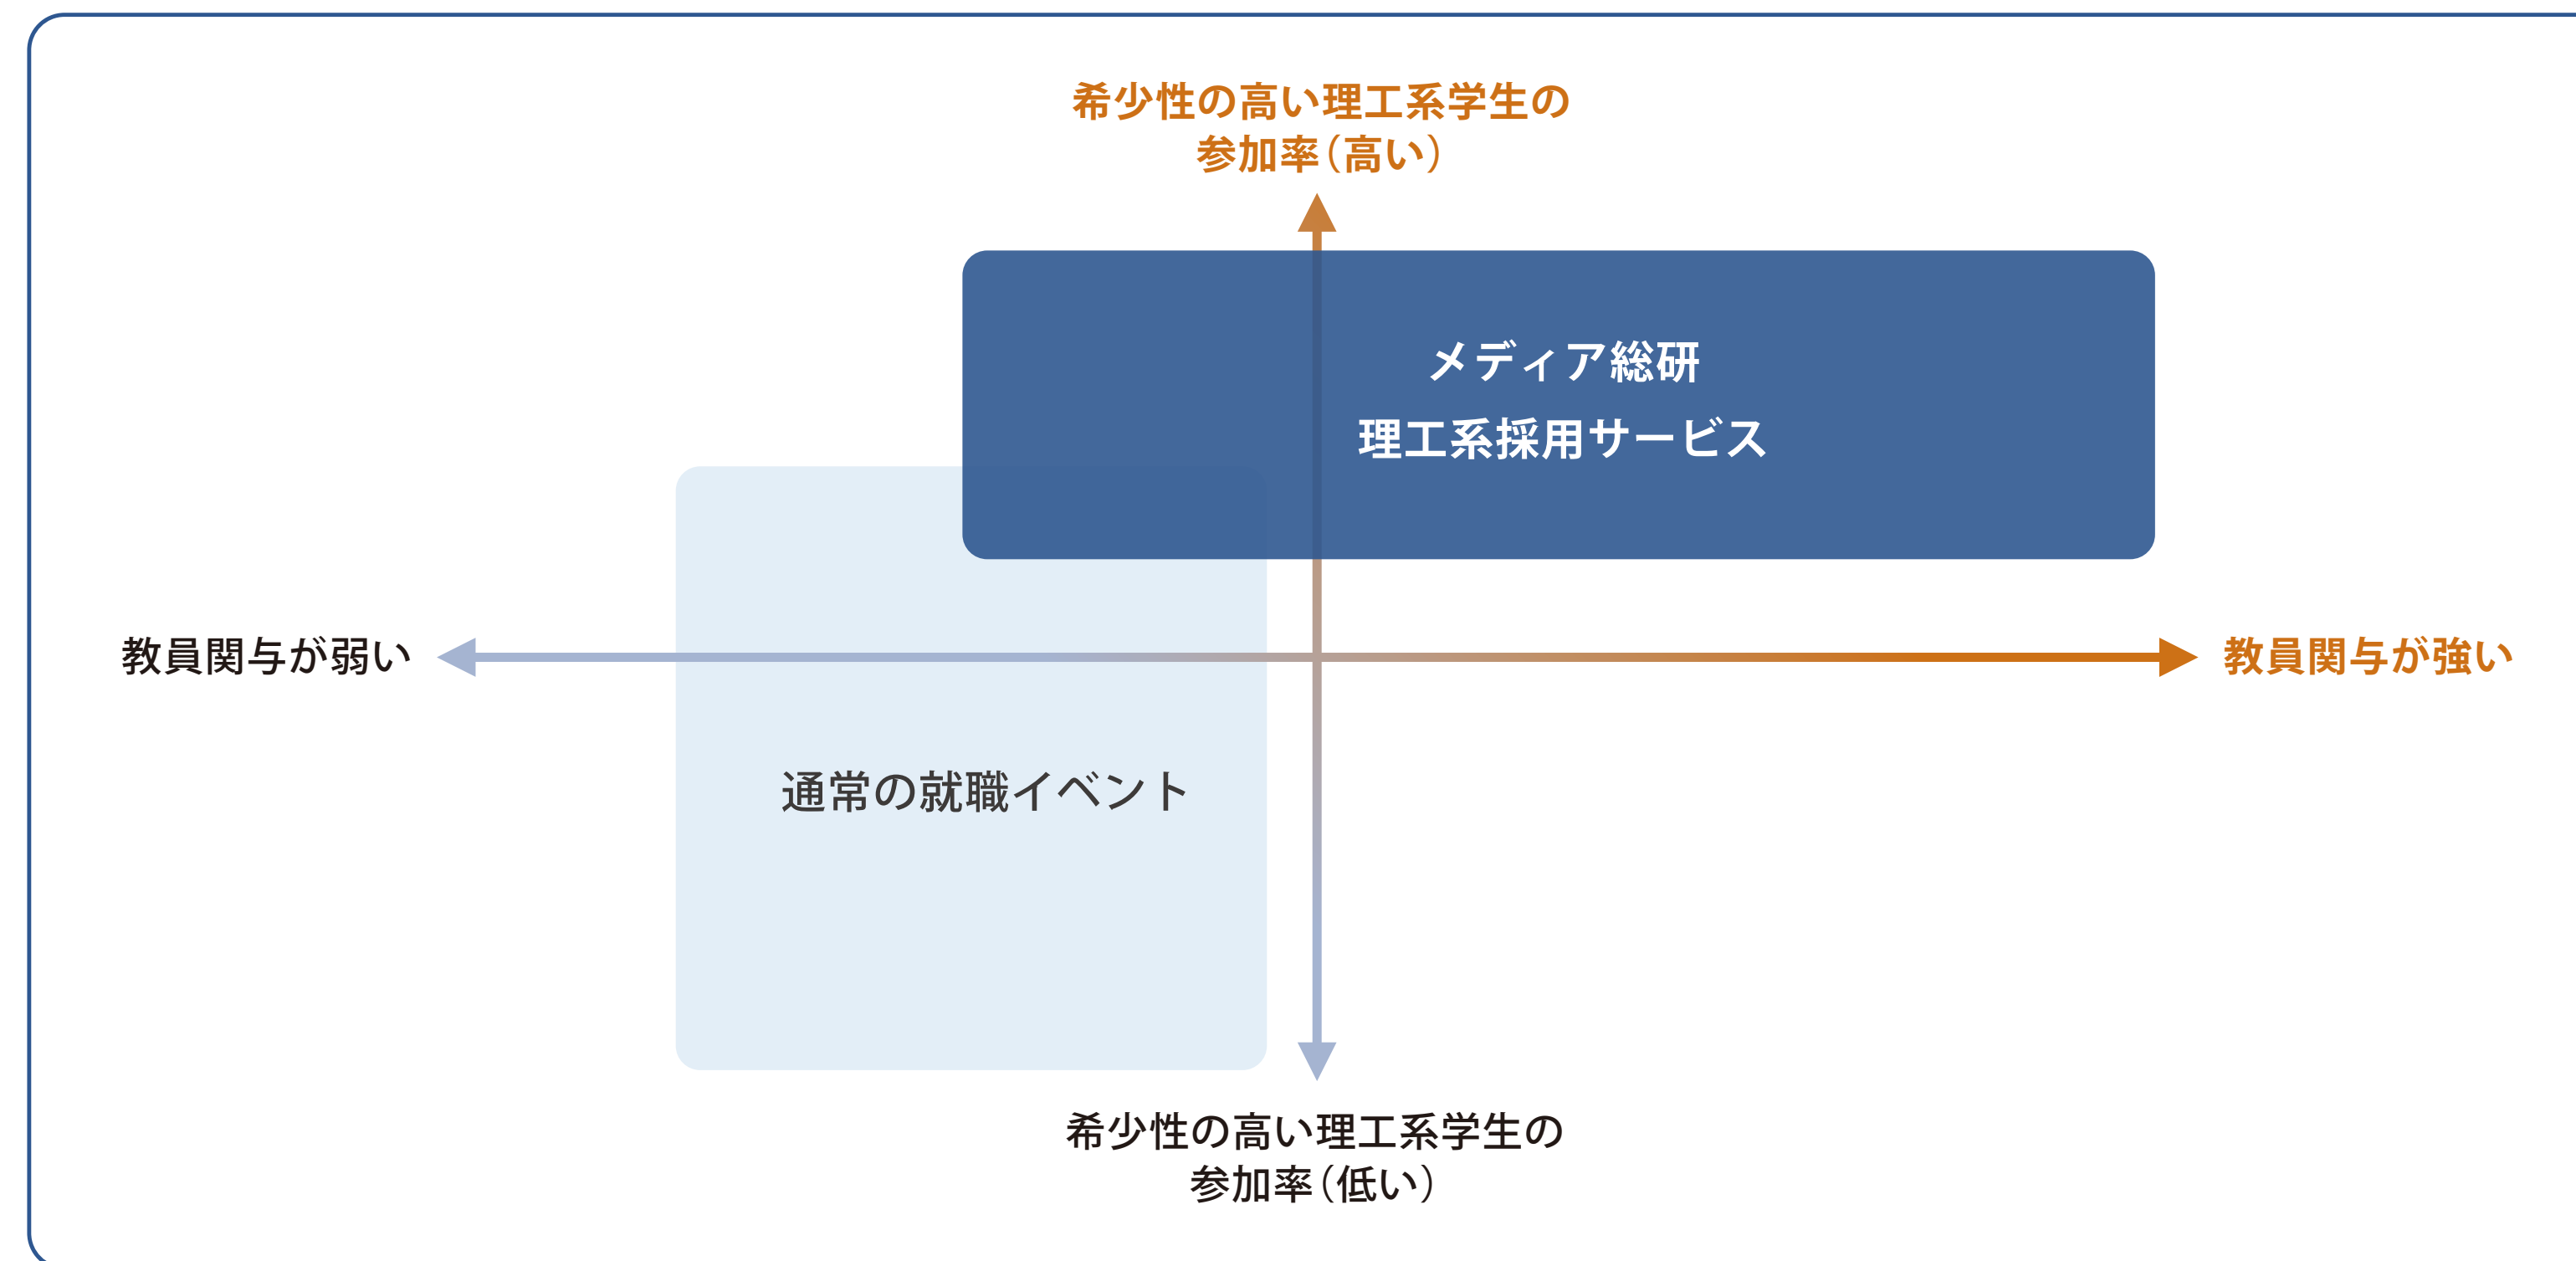 希少性の高い理工系学生の
参加率（高い）
メディア総研
理工系採用サービス
教員関与が弱い
教員関与が強い
通常の就職イベント
希少性の高い理工系学生の
参加率（低い）